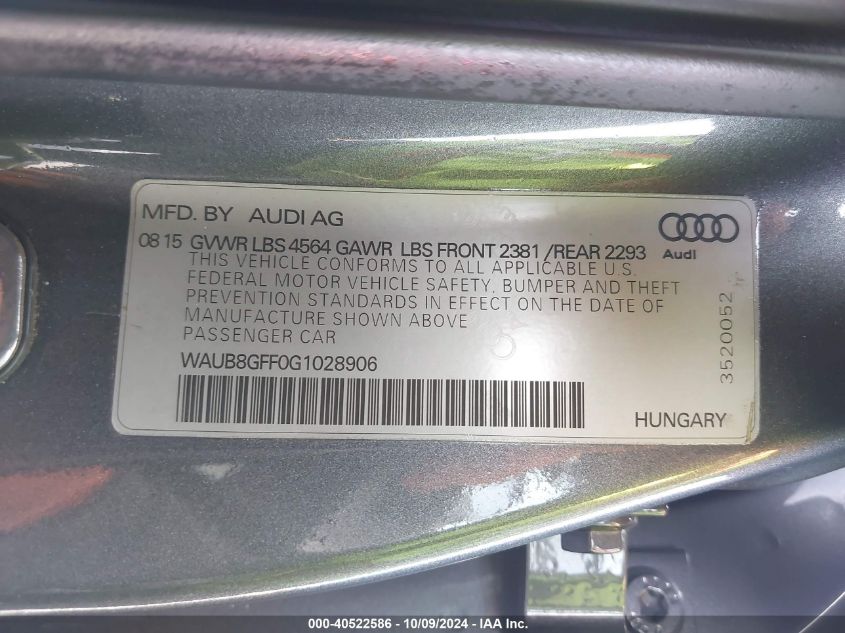 MFD. BY AUDI AG
08 15 GVWR LBS 4564 GAWR LBS FRONT 2381 /REAR 2293
Audi
THIS VEHICLE CONFORMS TO ALL APPLICABLE U.S.
FEDERAL MOTOR VEHICLE SAFETY, BUMPER AND THEFT
PREVENTION STANDARDS IN EFFECT ON THE DATE OF
MANUFACTURE SHOWN ABOVE
PASSENGER CAR
WAUB8GFF0G1028906
HUNGARY
3520052
000-40522586 - 10/09/2024 - IAA Inc.